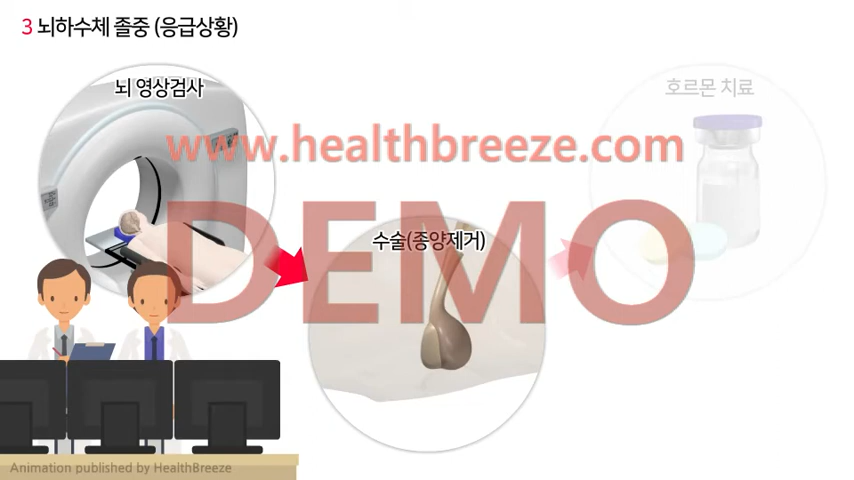 3 뇌하수체 졸중 (응급상황)
뇌 영상검사
호르몬 치료
www.healthbreeze.com
DEMO
수술(종양제거)
Animation published by HealthBreeze